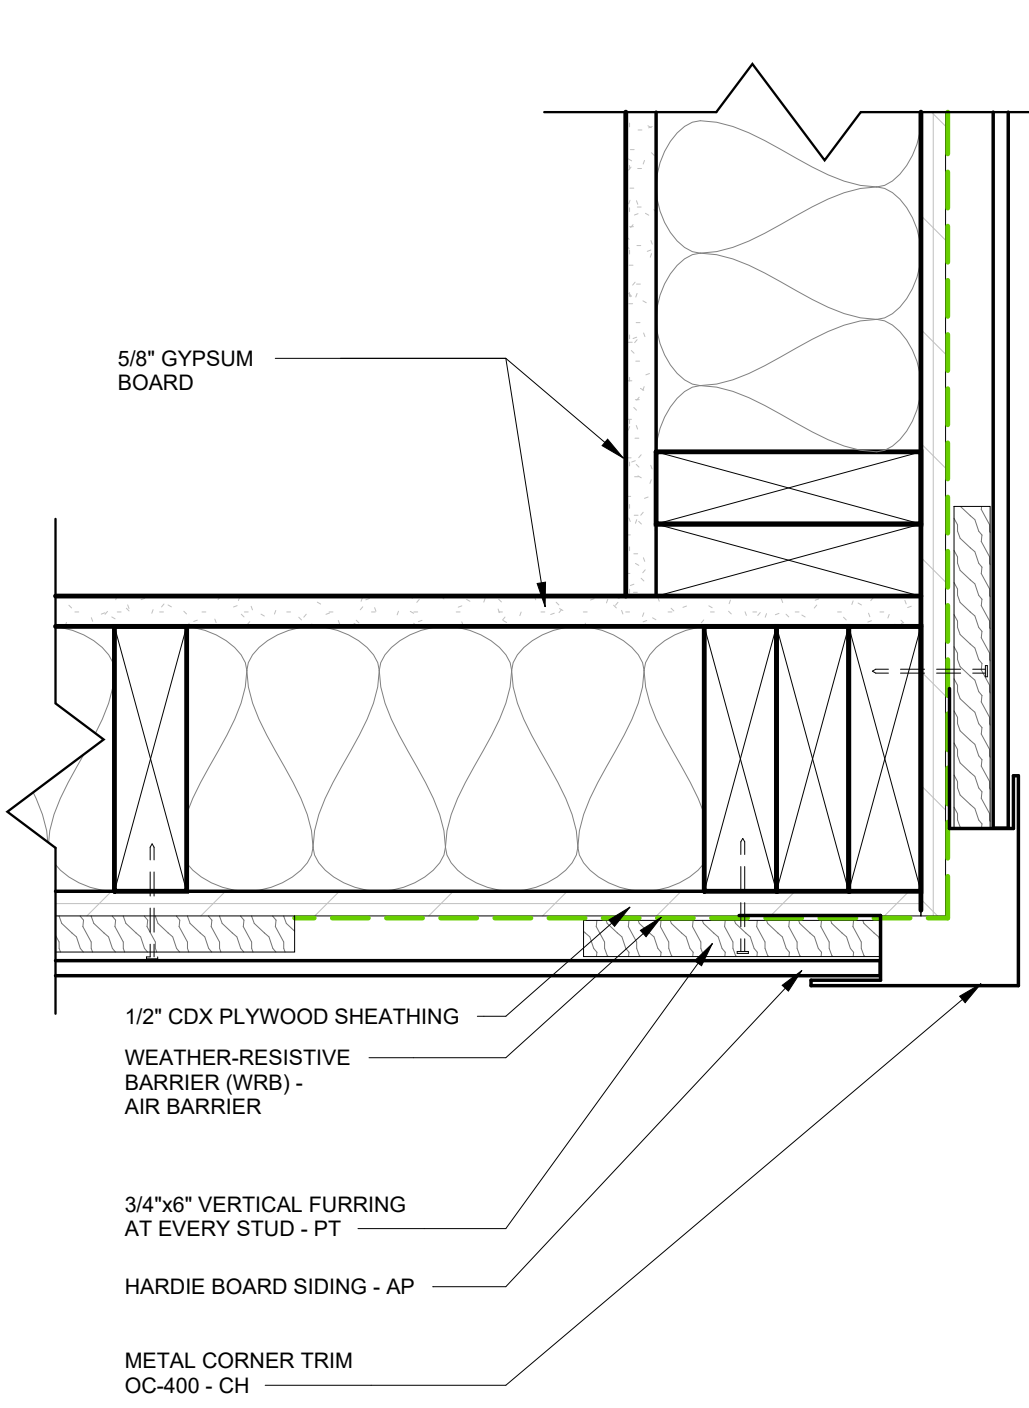 5/8" GYPSUM
BOARD
1/2" CDX PLYWOOD SHEATHING
WEATHER-RESISTIVE
BARRIER (WRB) -
AIR BARRIER
3/4"x6" VERTICAL FURRING
AT EVERY STUD - PT
HARDIE BOARD SIDING - AP
METAL CORNER TRIM
OC-400 - CH